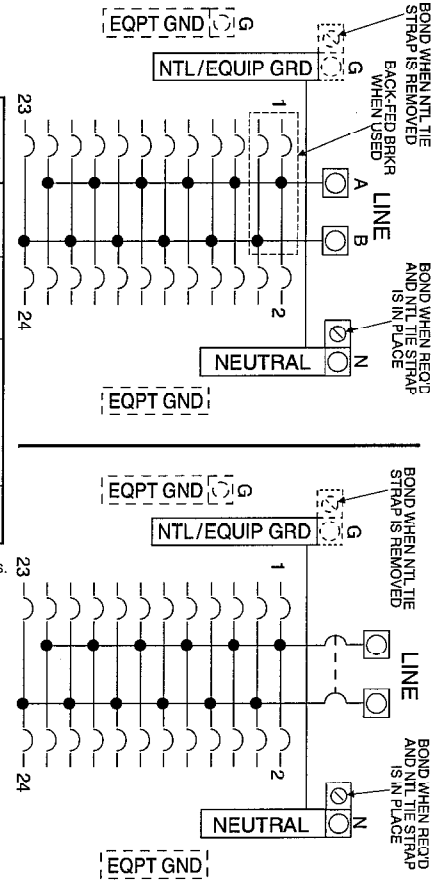 BOND WHEN NTL TIE
STRAP IS REMOVED
EQPT GND
G
NTL/EQUIP GRD
G
BACK-FED BRKR
WHEN USED
A
LINE
B
BOND WHEN REQ'D
AND NTL TIE STRAP
IS IN PLACE
N
NEUTRAL
1
2
23
24
EQPT GND
BOND WHEN NTL TIE
STRAP IS REMOVED
EQPT GND
G
NTL/EQUIP GRD
G
LINE
BOND WHEN REQ'D
AND NTL TIE STRAP
IS IN PLACE
N
NEUTRAL
1
2
23
24
EQPT GND
s.